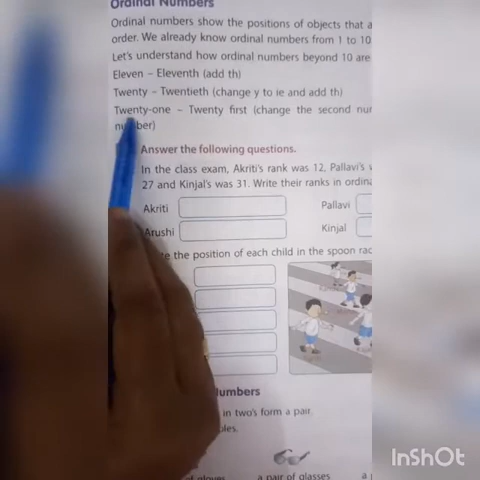 Ordinal Numbers
Ordinal numbers show the positions of objects that a
order. We already know ordinal numbers from 1 to 10
Let's understand how ordinal numbers beyond 10 are
Eleven – Eleventh (add th)
Twenty – Twentieth (change y to ie and add th)
Twenty-one – Twenty first (change the second nu
ber)
Answer the following questions.
In the class exam, Akriti's rank was 12, Pallavi's
27 and Kinjal's was 31. Write their ranks in ordin
Akriti
Pallavi
Arushi
Kinjal
the position of each child in the spoon rac
umbers
in two's form a pair.
a pair of glasses
a
InShOt